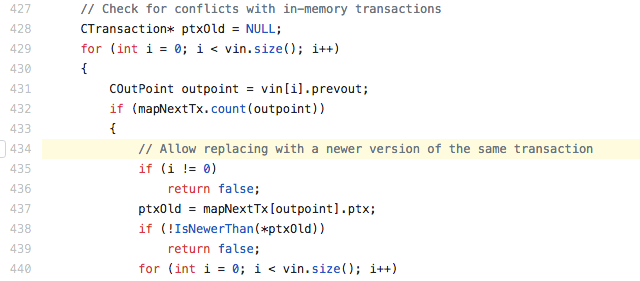 427 // Check for conflicts with in-memory transactions
428 CTransaction* ptxOld = NULL;
429 for (int i = 0; i < vin.size(); i++)
430 {
431 COutPoint outpoint = vin[i].prevout;
432 if (mapNextTx.count(outpoint))
433 {
434 // Allow replacing with a newer version of the same transaction
435 if (i != 0)
436 return false;
437 ptxOld = mapNextTx[outpoint].ptx;
438 if (!IsNewerThan(*ptxOld))
439 return false;
440 for (int i = 0; i < vin.size(); i++)